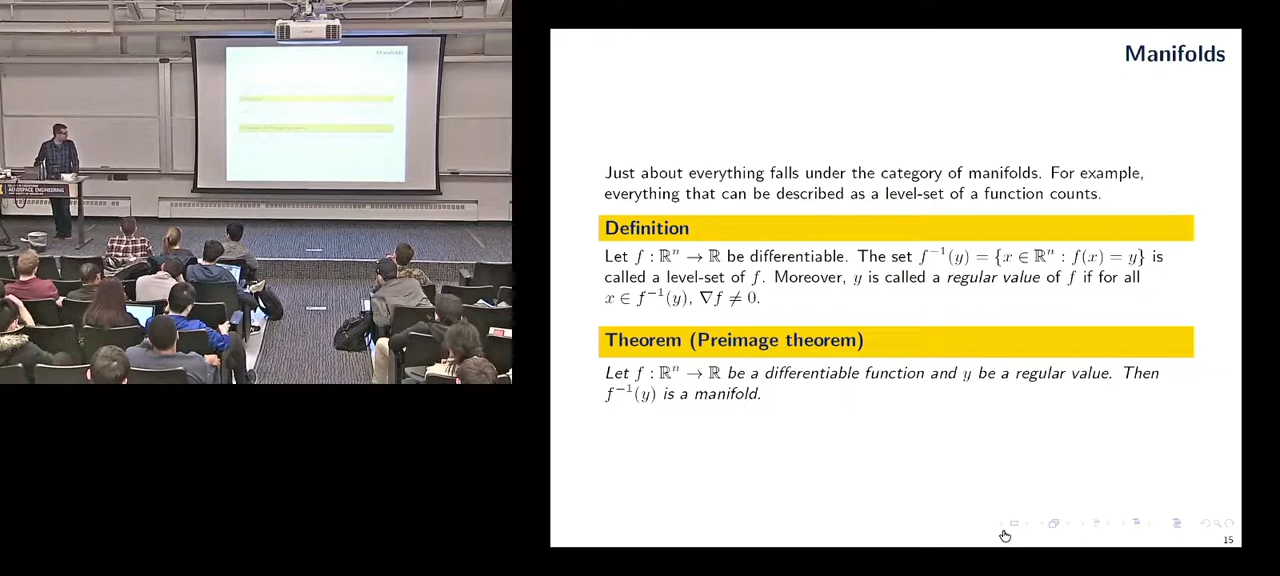 Manifolds
AEROSPACE ENGINEERING
Manifolds
Just about everything falls under the category of manifolds. For example,
everything that can be described as a level-set of a function counts.
Definition
Let f : ℝⁿ → ℝ be differentiable. The set f⁻¹(y) = {x ∈ ℝⁿ : f(x) = y} is
called a level-set of f. Moreover, y is called a regular value of f if for all
x ∈ f⁻¹(y), ∇f ≠ 0.
Theorem (Preimage theorem)
Let f : ℝⁿ → ℝ be a differentiable function and y be a regular value. Then
f⁻¹(y) is a manifold.
15